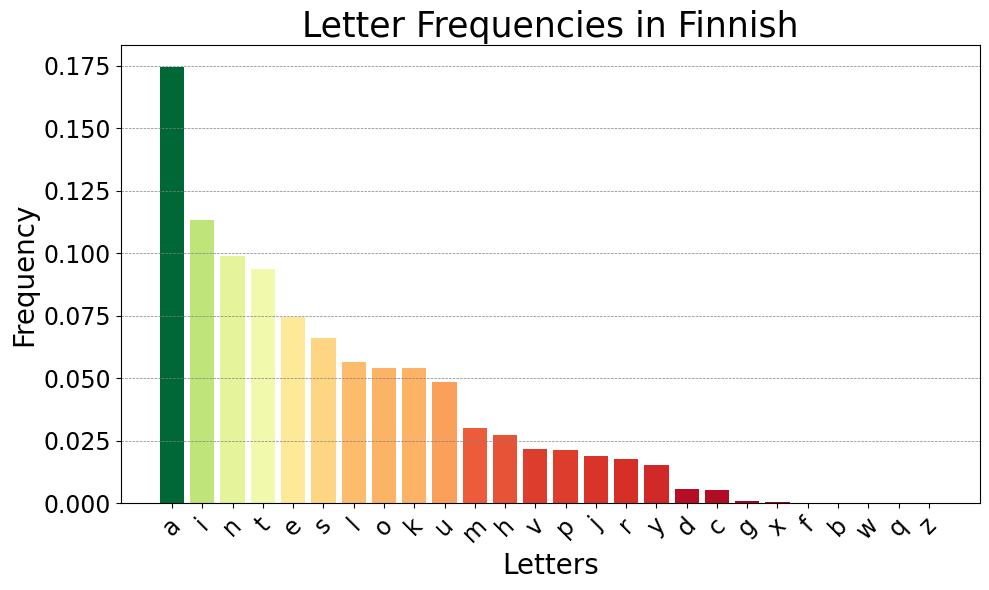 Letter Frequencies in Finnish
0.175
0.150
0.125
0.100
0.075
0.050
0.025
0.000
Frequency
a i n t e s l o k u m h v p j r y d c g x f b w q z
Letters